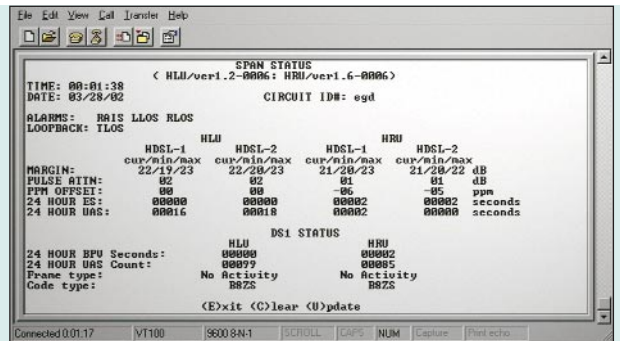 File Edit View Call Transfer Help
SPAN STATUS
( HLU/ver1.2-0006: HRU/ver1.6-0006)
TIME: 00:01:38
DATE: 03/28/02 CIRCUIT ID#: egd
ALARMS: RAIS LLOS RLOS
LOOPBACK: TLOS
HLU HRU
HDSL-1 HDSL-2 HDSL-1 HDSL-2
cur/min/max cur/min/max cur/min/max cur/min/max
MARGIN: 22/19/23 22/20/23 21/20/23 21/20/22 dB
PULSE ATTN: 02 02 01 01 dB
PPM OFFSET: 00 00 -06 -05 ppm
24 HOUR ES: 00000 00000 00002 00002 seconds
24 HOUR UAS: 00016 00018 00002 00000 seconds
DS1 STATUS
HLU HRU
24 HOUR BPV Seconds: 00000 00002
24 HOUR UAS Count: 00099 00085
Frame type: No Activity No Activity
Code type: B8ZS B8ZS
(E)xit (C)lear (U)pdate
Connected 0:01:17 VT100 9600 8-N-1 SCROLL CAPS NUM Capture Print echo